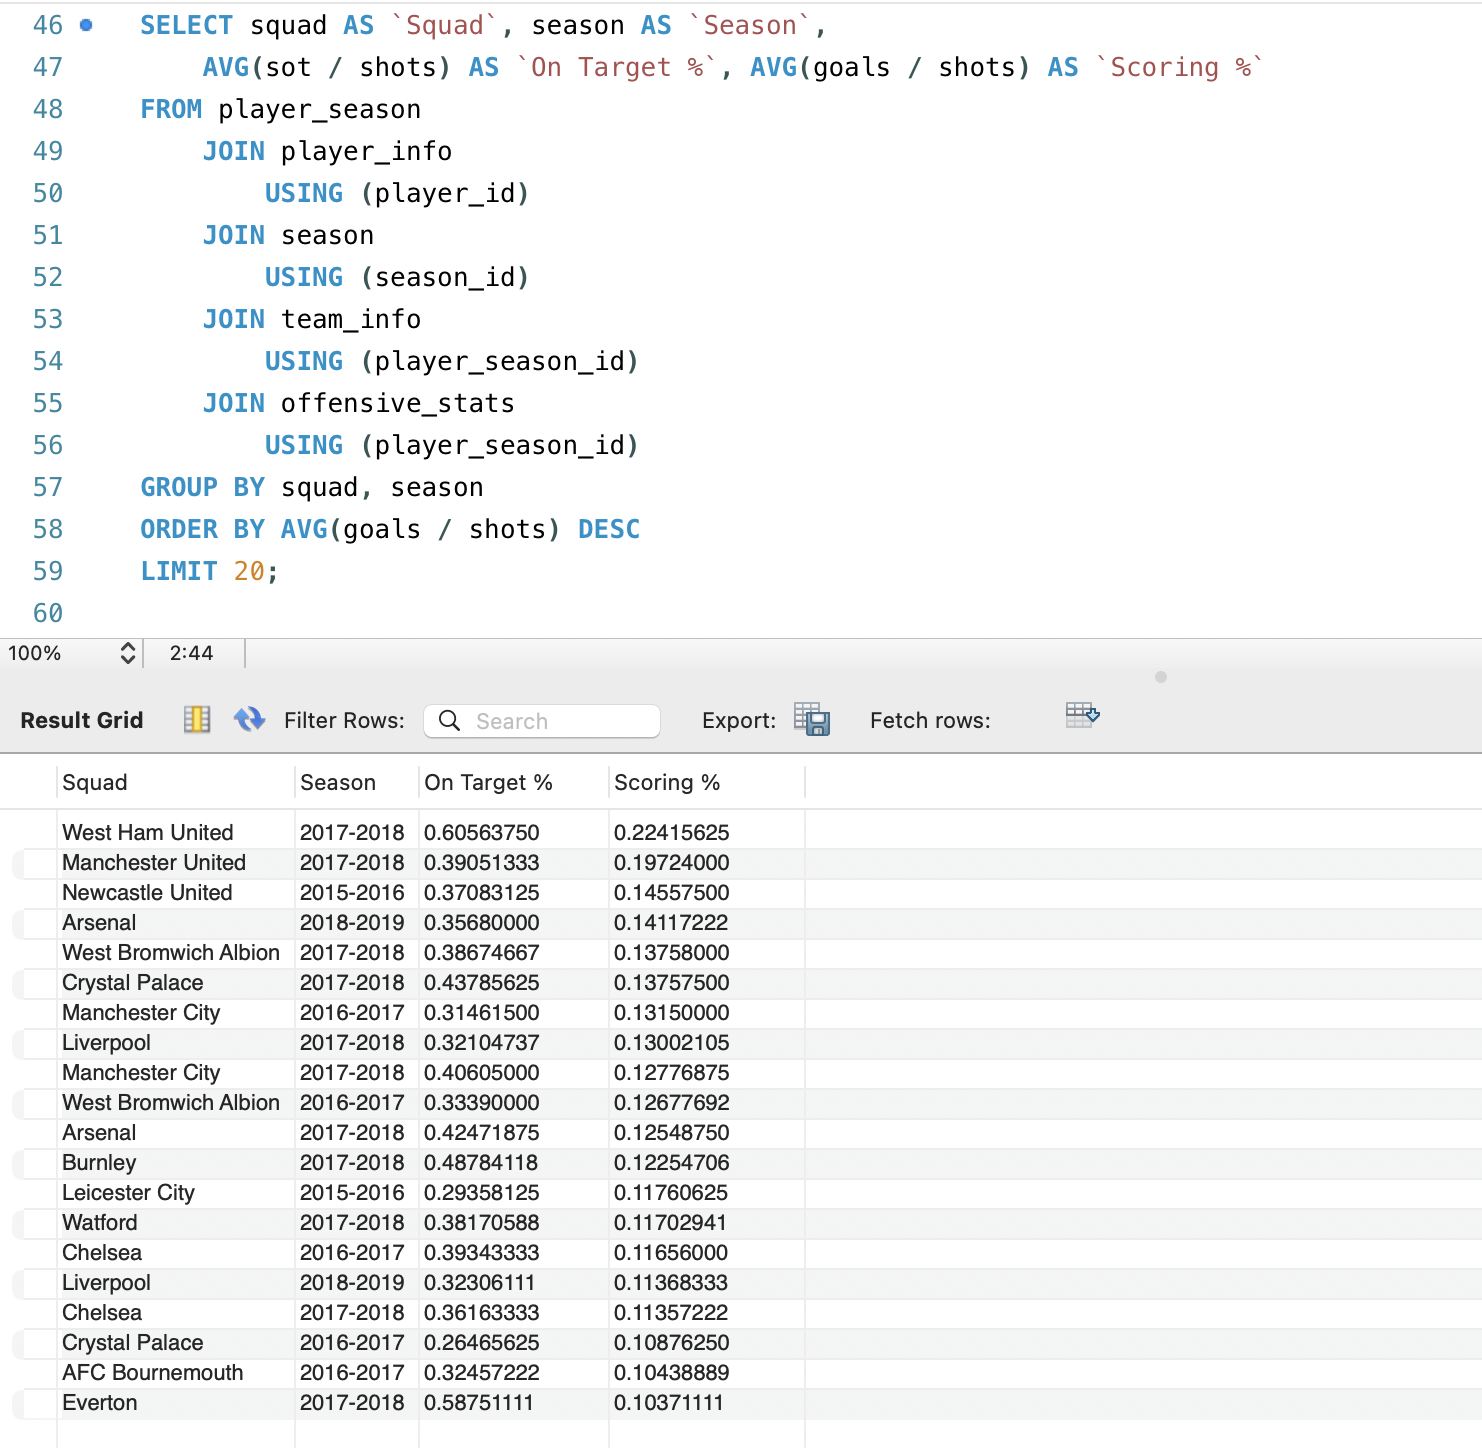 46 SELECT squad AS `Squad`, season AS `Season`,
47 AVG(sot / shots) AS `On Target %`, AVG(goals / shots) AS `Scoring %`
48 FROM player_season
49 JOIN player_info
50 USING (player_id)
51 JOIN season
52 USING (season_id)
53 JOIN team_info
54 USING (player_season_id)
55 JOIN offensive_stats
56 USING (player_season_id)
57 GROUP BY squad, season
58 ORDER BY AVG(goals / shots) DESC
59 LIMIT 20;
60
100% 2:44
Result Grid Filter Rows: Search Export: Fetch rows:
Squad Season On Target % Scoring %
West Ham United 2017-2018 0.60563750 0.22415625
Manchester United 2017-2018 0.39051333 0.19724000
Newcastle United 2015-2016 0.37083125 0.14557500
Arsenal 2018-2019 0.35680000 0.14117222
West Bromwich Albion 2017-2018 0.38674667 0.13758000
Crystal Palace 2017-2018 0.43785625 0.13757500
Manchester City 2016-2017 0.31461500 0.13150000
Liverpool 2017-2018 0.32104737 0.13002105
Manchester City 2017-2018 0.40605000 0.12776875
West Bromwich Albion 2016-2017 0.33390000 0.12677692
Arsenal 2017-2018 0.42471875 0.12548750
Burnley 2017-2018 0.48784118 0.12254706
Leicester City 2015-2016 0.29358125 0.11760625
Watford 2017-2018 0.38170588 0.11702941
Chelsea 2016-2017 0.39343333 0.11656000
Liverpool 2018-2019 0.32306111 0.11368333
Chelsea 2017-2018 0.36163333 0.11357222
Crystal Palace 2016-2017 0.26465625 0.10876250
AFC Bournemouth 2016-2017 0.32457222 0.10438889
Everton 2017-2018 0.58751111 0.10371111